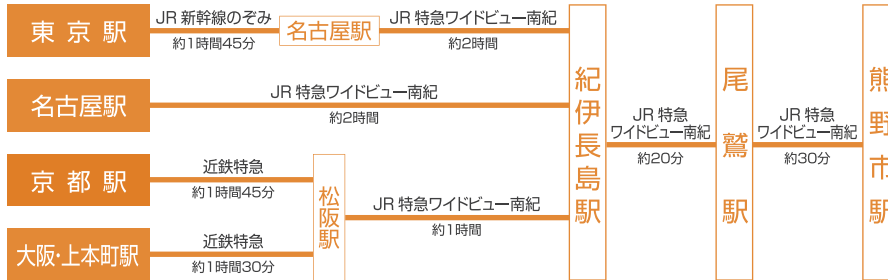 東京駅
JR 新幹線のぞみ
約1時間45分
名古屋駅
JR 特急ワイドビュー南紀
約2時間
名古屋駅
JR 特急ワイドビュー南紀
約2時間
京都駅
近鉄特急
約1時間45分
大阪・上本町駅
近鉄特急
約1時間30分
松阪駅
JR 特急ワイドビュー南紀
約1時間
紀伊長島駅
JR 特急
ワイドビュー南紀
約20分
尾鷲駅
JR 特急
ワイドビュー南紀
約30分
熊野市駅